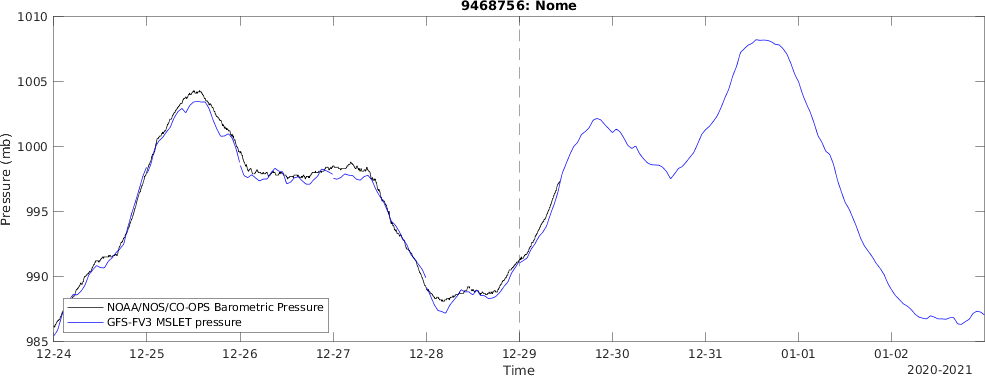 9468756: Nome
1010
1005
1000
995
990
985
Pressure (mb)
NOAA/NOS/CO-OPS Barometric Pressure
GFS-FV3 MSLET pressure
12-24 12-25 12-26 12-27 12-28 12-29 12-30 12-31 01-01 01-02
Time
2020-2021